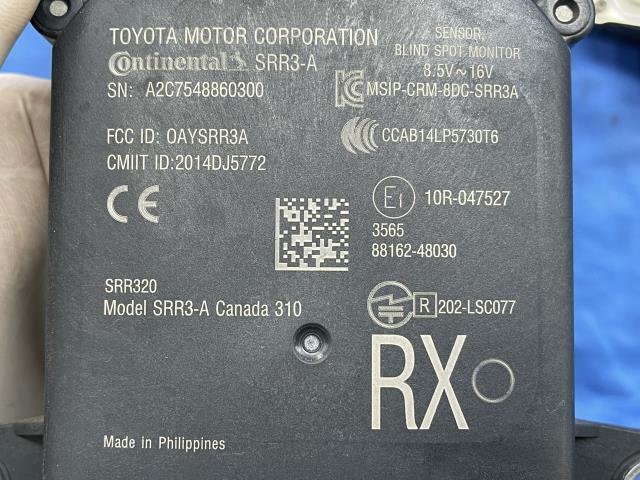 TOYOTA MOTOR CORPORATION
Continental SRR3-A
SN: A2C7548860300
SENSOR,
BLIND SPOT MONITOR
8.5V~16V
MSIP-CRM-8DC-SRR3A
FCC ID: OAYSRR3A
CMIIT ID:2014DJ5772
CCAB14LP5730T6
CE
E1 10R-047527
3565
88162-48030
SRR320
Model SRR3-A Canada 310
R 202-LSC077
RX
Made in Philippines